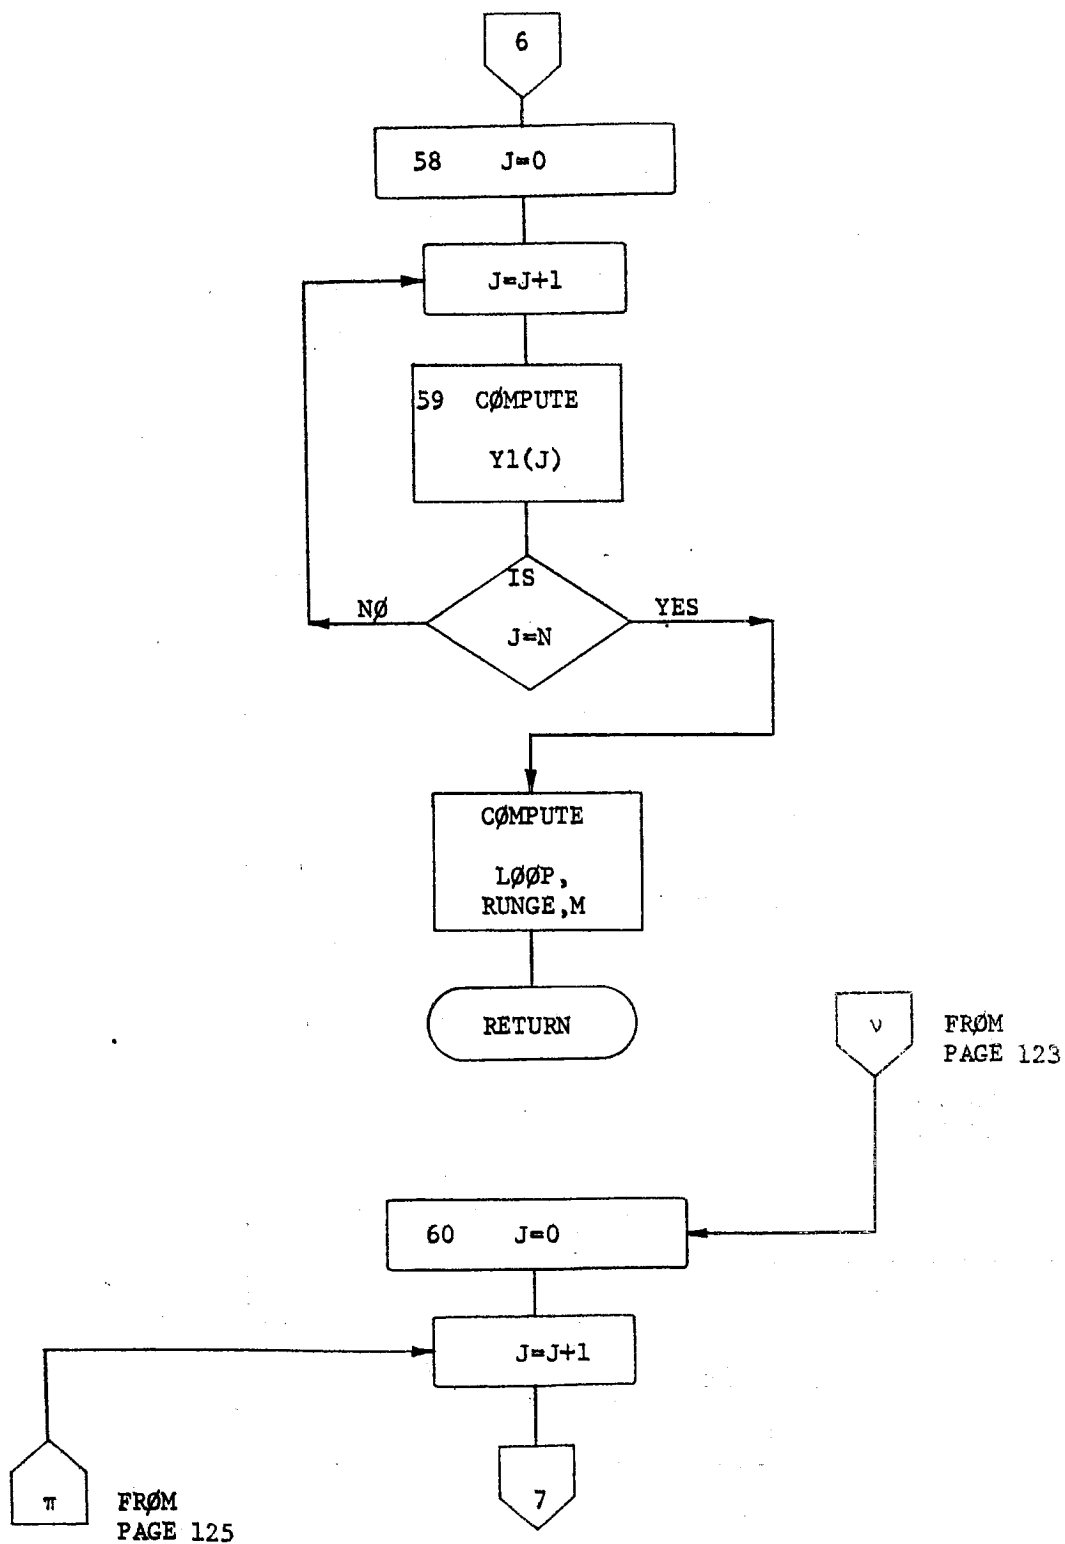 6
58 J=0
J=J+1
59 CØMPUTE
Y1(J)
IS
NØ
YES
J=N
CØMPUTE
LØØP,
RUNGE,M
RETURN
ν
FRØM
PAGE 123
60 J=0
J=J+1
π
FRØM
PAGE 125
7